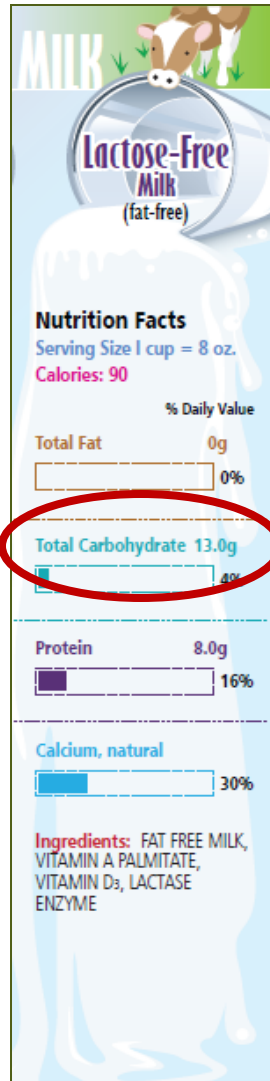 MILK
Lactose-Free
Milk
(fat-free)
Nutrition Facts
Serving Size I cup = 8 oz.
Calories: 90
% Daily Value
Total Fat 0g
0%
Total Carbohydrate 13.0g
4%
Protein 8.0g
16%
Calcium, natural
30%
Ingredients: FAT FREE MILK,
VITAMIN A PALMITATE,
VITAMIN D3, LACTASE
ENZYME